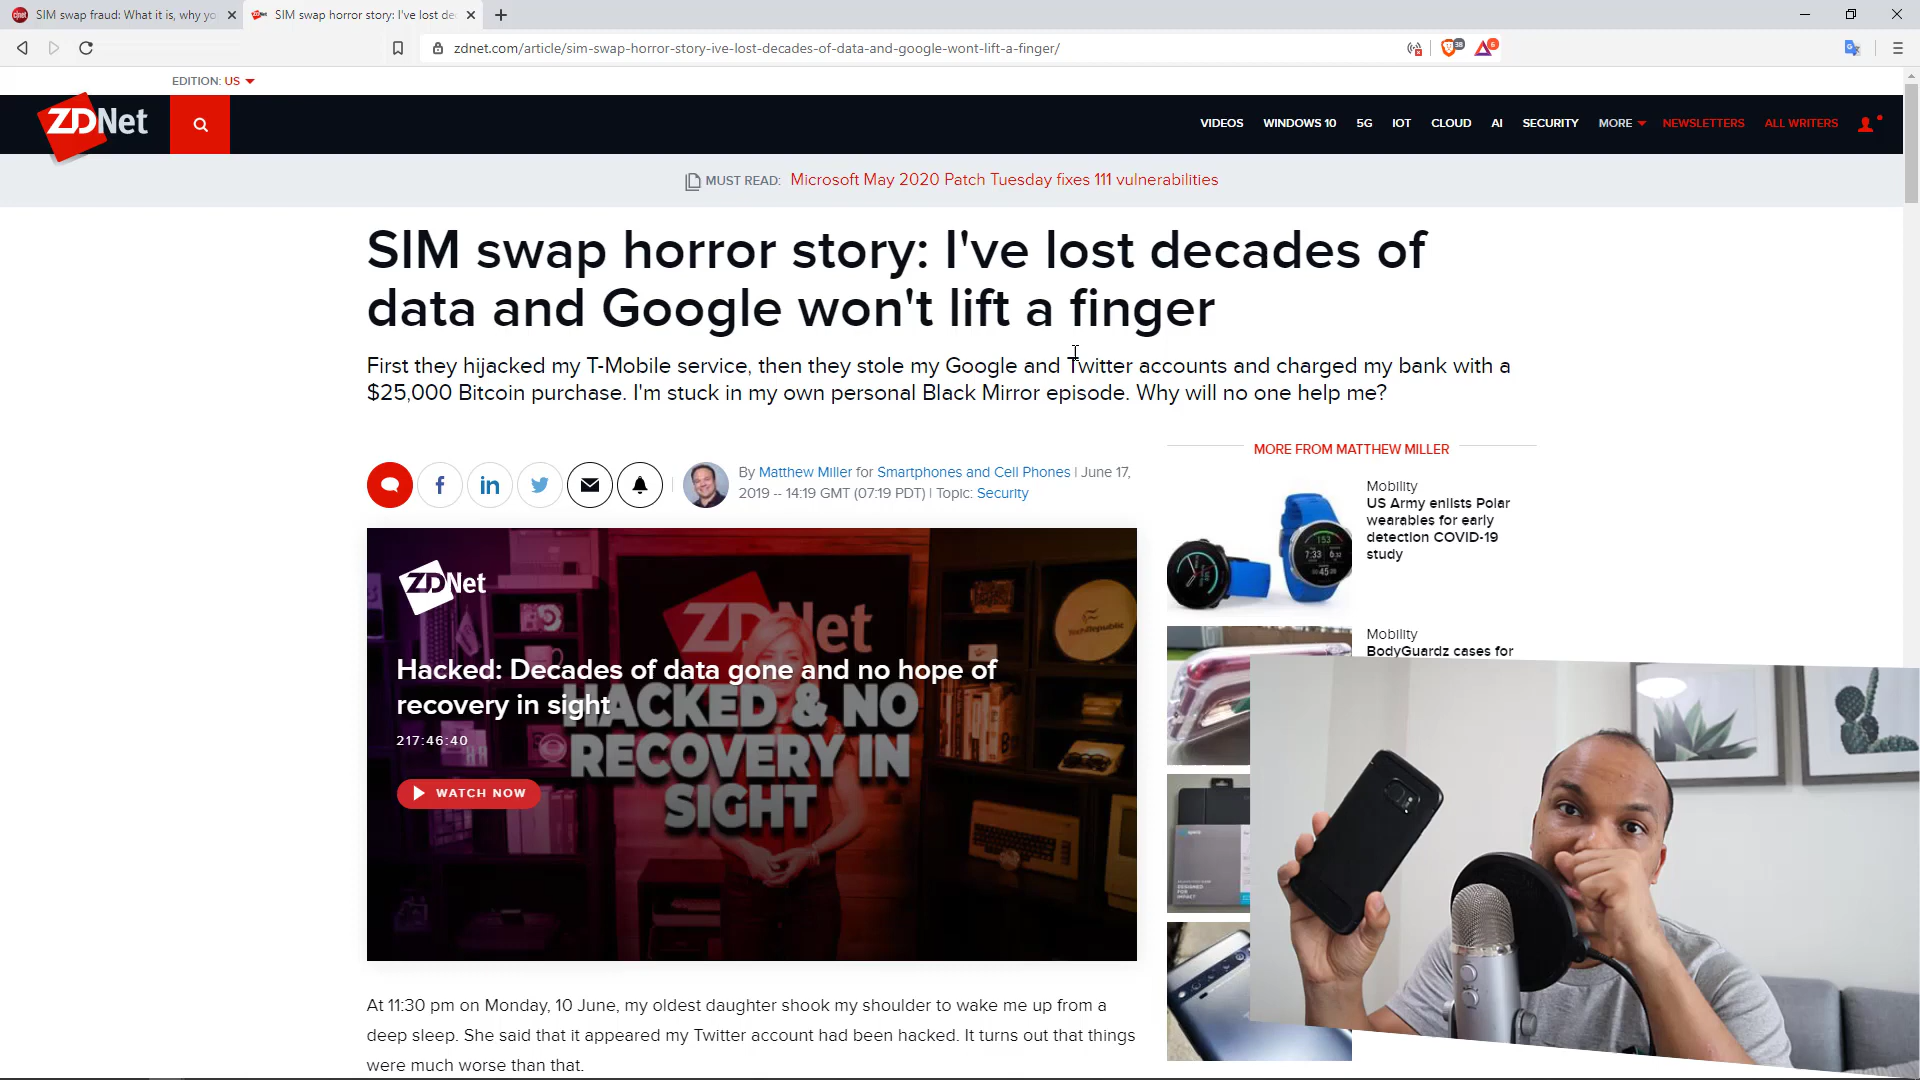 cnet SIM swap fraud: What it is, why yo
SIM swap horror story: I've lost de
zdnet.com/article/sim-swap-horror-story-ive-lost-decades-of-data-and-google-wont-lift-a-finger/
38
6
EDITION: US
ZDNet
VIDEOS WINDOWS 10 5G IOT CLOUD AI SECURITY MORE NEWSLETTERS ALL WRITERS
MUST READ: Microsoft May 2020 Patch Tuesday fixes 111 vulnerabilities
SIM swap horror story: I've lost decades of
data and Google won't lift a finger
First they hijacked my T-Mobile service, then they stole my Google and Twitter accounts and charged my bank with a
$25,000 Bitcoin purchase. I'm stuck in my own personal Black Mirror episode. Why will no one help me?
By Matthew Miller for Smartphones and Cell Phones | June 17,
2019 -- 14:19 GMT (07:19 PDT) | Topic: Security
ZDNet
ZDNet
TechRepublic
Hacked: Decades of data gone and no hope of
recovery in sight
217:46:40
HACKED & NO
RECOVERY IN
SIGHT
WATCH NOW
At 11:30 pm on Monday, 10 June, my oldest daughter shook my shoulder to wake me up from a
deep sleep. She said that it appeared my Twitter account had been hacked. It turns out that things
were much worse than that.
MORE FROM MATTHEW MILLER
Mobility
US Army enlists Polar
wearables for early
detection COVID-19
study
153
7:33
45
20
Mobility
BodyGuardz cases for